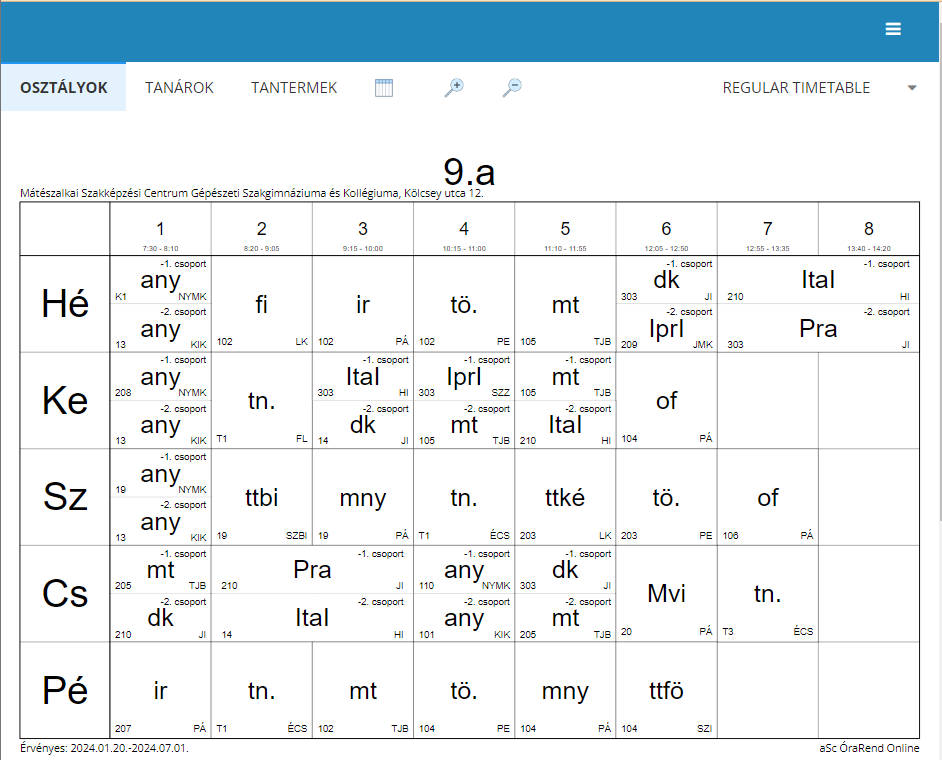 OSZTÁLYOK TANÁROK TANTERMEK REGULAR TIMETABLE
9.a
Mátészalkai Szakképzési Centrum Gépészeti Szakgimnáziuma és Kollégiuma, Kölcsey utca 12.
1 2 3 4 5 6 7 8
7:30 - 8:10 8:20 - 9:05 9:15 - 10:00 10:15 - 11:00 11:10 - 11:55 12:05 - 12:50 12:55 - 13:35 13:40 - 14:20
Hé
-1. csoport
any
K1 NYMK
-2. csoport
any
13 KIK
fi
102 LK
ir
102 PÁ
tö.
102 PE
mt
105 TJB
-1. csoport
dk
303 JI
-2. csoport
IprI
209 JMK
-1. csoport
Ital
210 HI
-2. csoport
Pra
303 JI
Ke
-1. csoport
any
208 NYMK
-2. csoport
any
13 KIK
tn.
T1 FL
-1. csoport
Ital
303 HI
-2. csoport
dk
14 JI
-1. csoport
IprI
303 SZZ
-2. csoport
mt
105 TJB
-1. csoport
mt
105 TJB
-2. csoport
Ital
210 HI
of
104 PÁ
Sz
-1. csoport
any
19 NYMK
-2. csoport
any
13 KIK
ttbi
19 SZBI
mny
19 PÁ
tn.
T1 ÉCS
ttké
203 LK
tö.
203 PE
of
106 PÁ
Cs
-1. csoport
mt
205 TJB
-2. csoport
dk
210 JI
-1. csoport
Pra
210 JI
-2. csoport
Ital
14 HI
-1. csoport
any
110 NYMK
-2. csoport
any
101 KIK
-1. csoport
dk
303 JI
-2. csoport
mt
205 TJB
Mvi
20 PÁ
tn.
T3 ÉCS
Pé
ir
207 PÁ
tn.
T1 ÉCS
mt
102 TJB
tö.
104 PE
mny
104 PÁ
ttfö
104 SZI
Érvényes: 2024.01.20.-2024.07.01. aSc ÓraRend Online